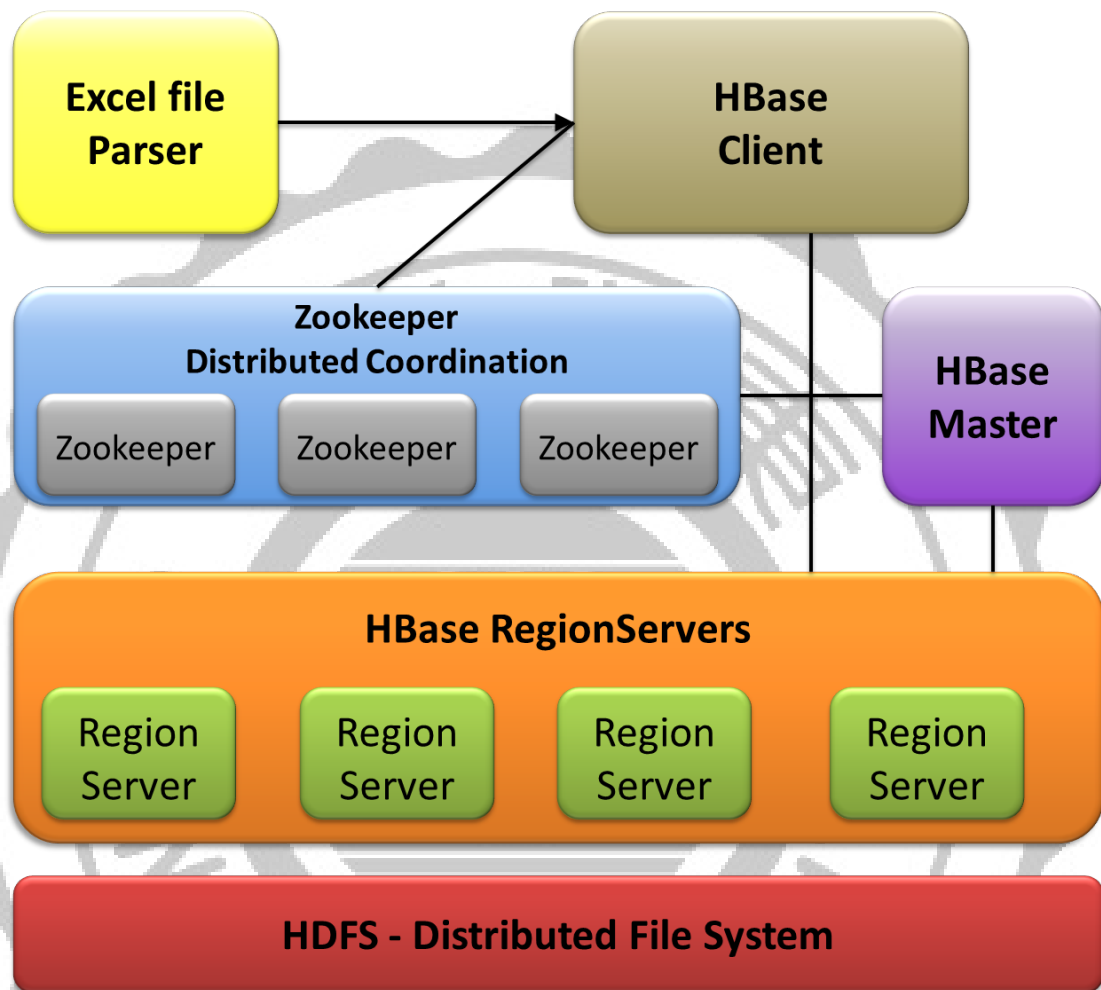 Excel file
Parser
HBase
Client
Zookeeper
Distributed Coordination
Zookeeper
Zookeeper
Zookeeper
HBase
Master
HBase RegionServers
Region
Server
Region
Server
Region
Server
Region
Server
HDFS - Distributed File System